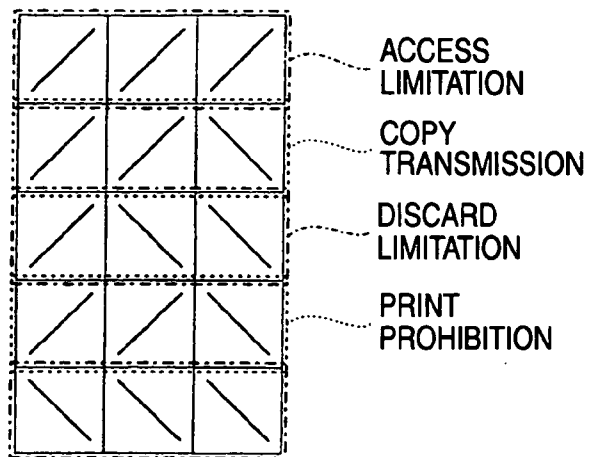 ACCESS
LIMITATION
COPY
TRANSMISSION
DISCARD
LIMITATION
PRINT
PROHIBITION